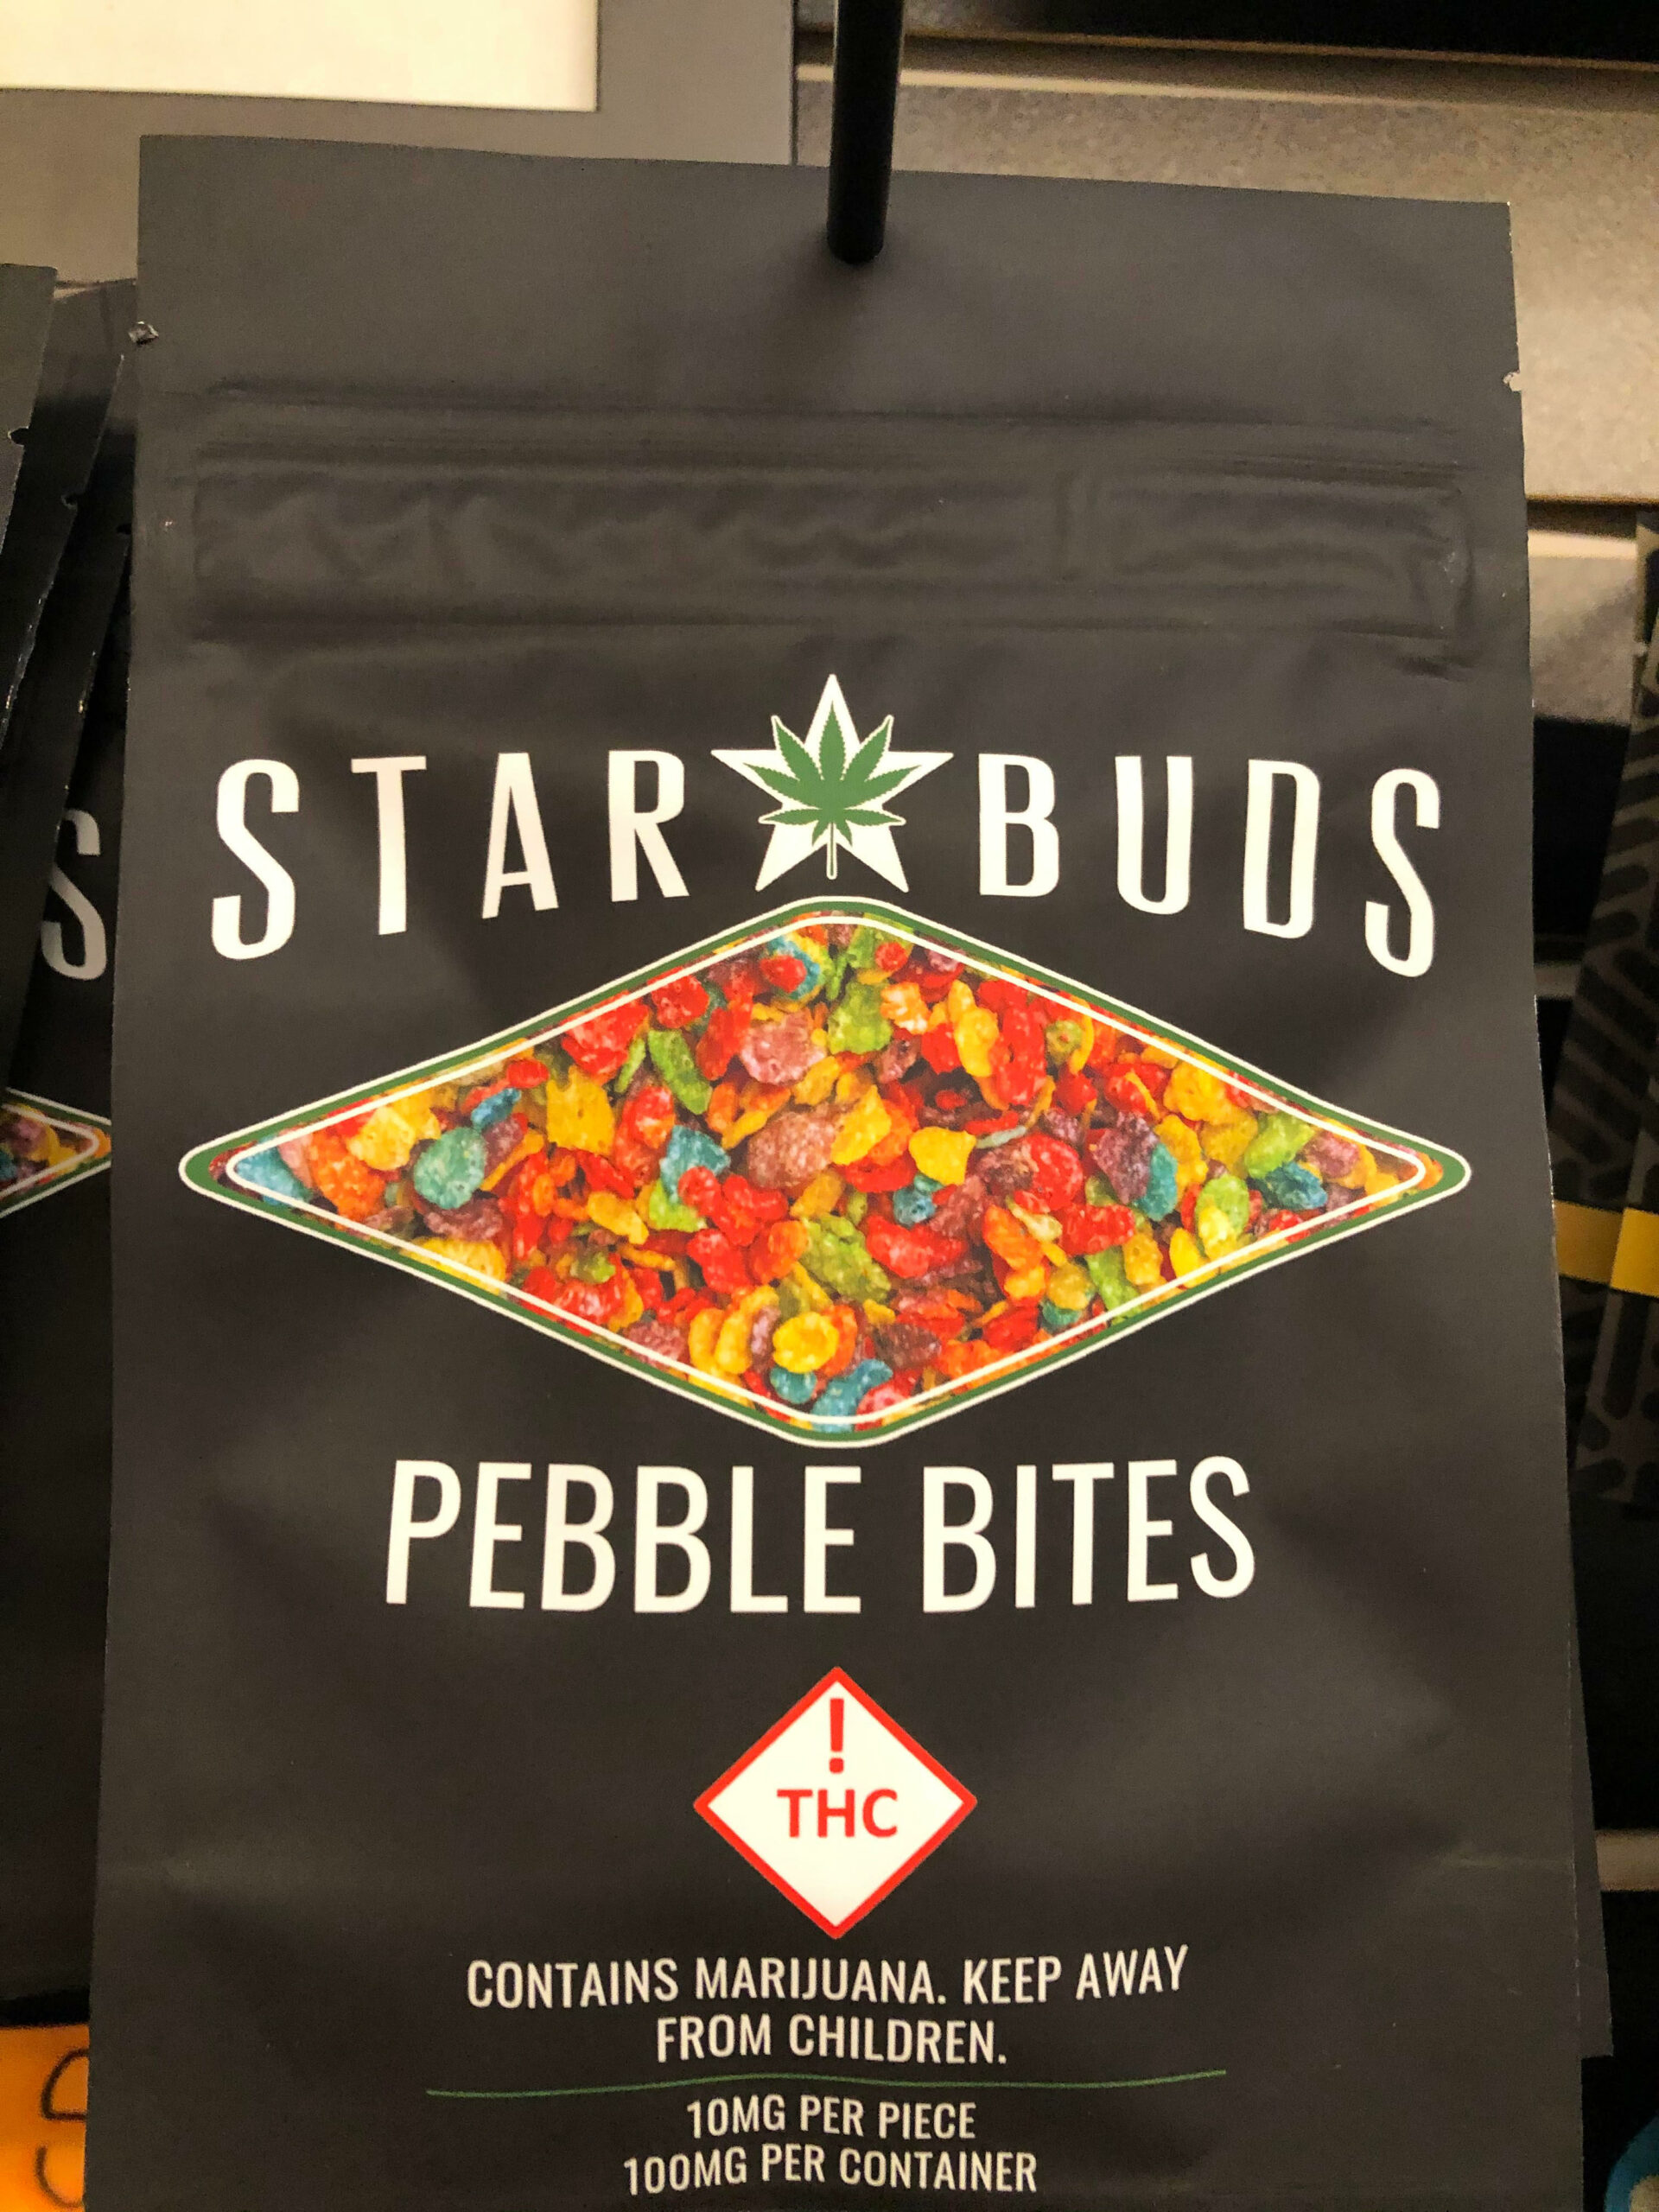 STAR BUDS
PEBBLE BITES
!
THC
CONTAINS MARIJUANA. KEEP AWAY
FROM CHILDREN.
10MG PER PIECE
100MG PER CONTAINER
S